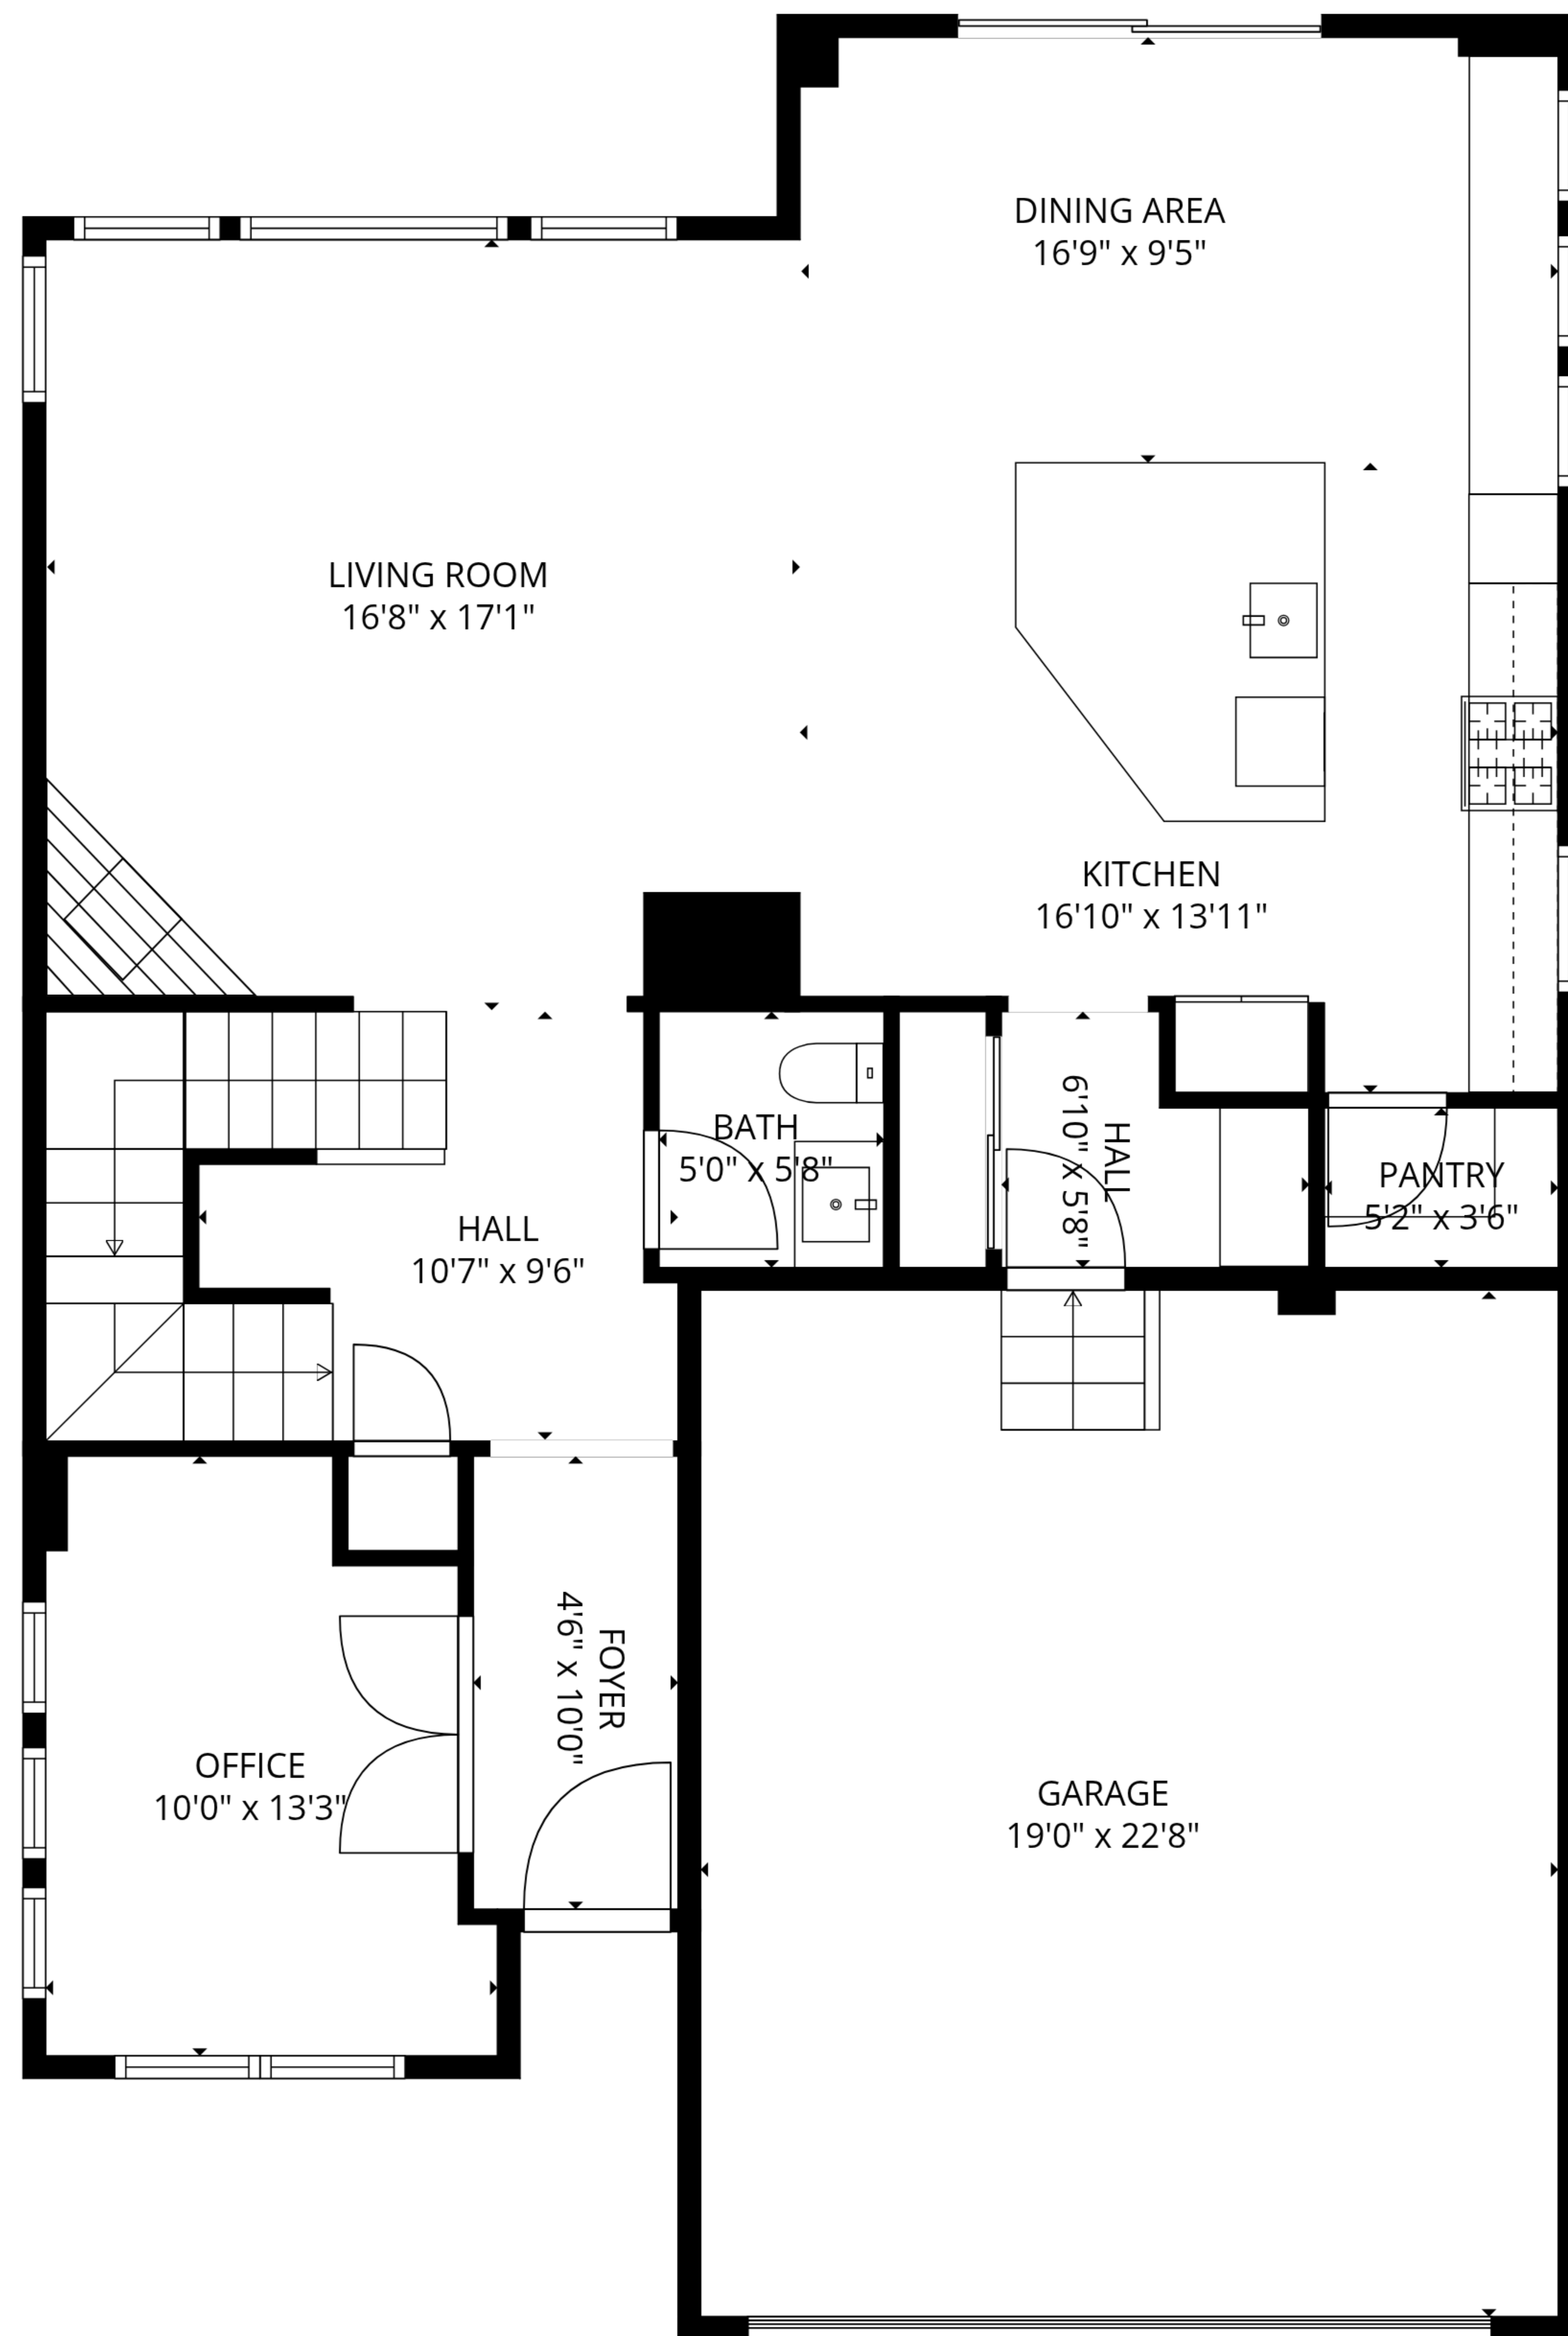 DINING AREA
16'9" x 9'5"
LIVING ROOM
16'8" x 17'1"
KITCHEN
16'10" x 13'11"
BATH
5'0" x 5'8"
HALL
6'10" x 5'8"
PANTRY
5'2" x 3'6"
HALL
10'7" x 9'6"
FOYER
4'6" x 10'0"
OFFICE
10'0" x 13'3"
GARAGE
19'0" x 22'8"